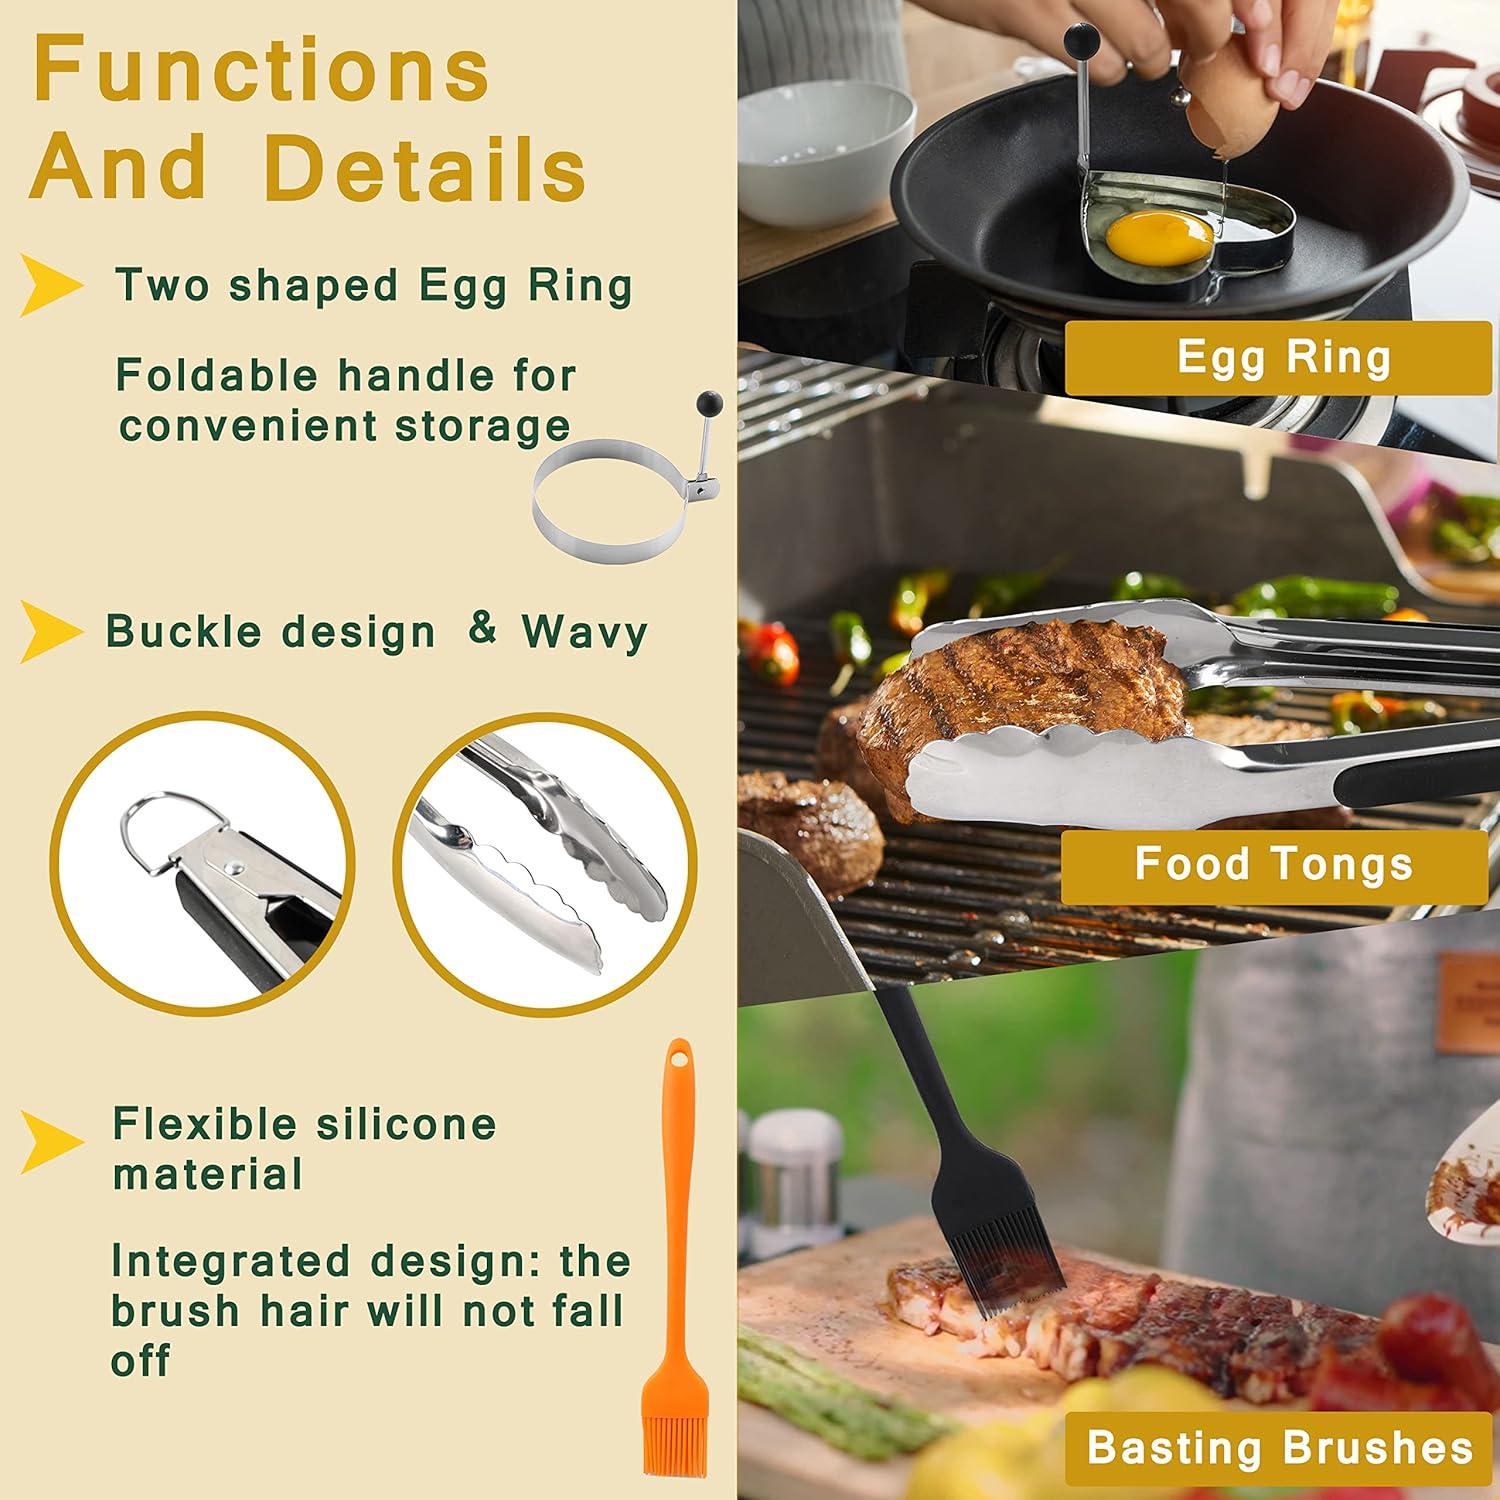 Functions
And Details
Two shaped Egg Ring
Foldable handle for
convenient storage
Buckle design & Wavy
Flexible silicone
material
Integrated design: the
brush hair will not fall
off
Egg Ring
Food Tongs
Basting Brushes